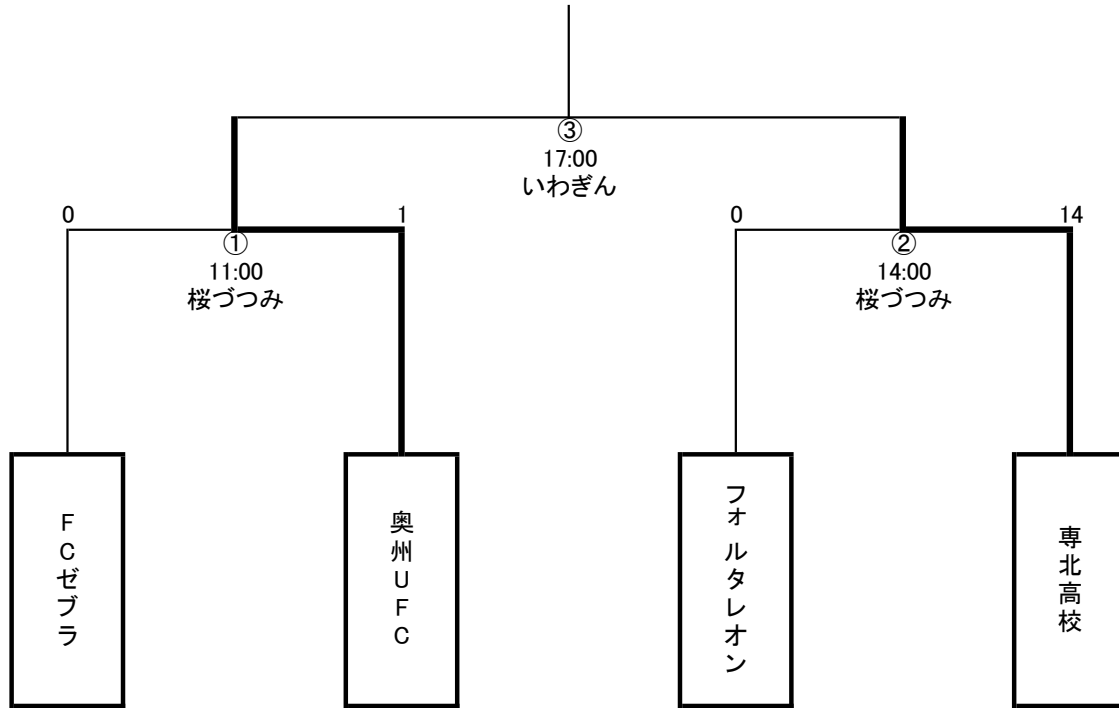 ③
17:00
いわぎん
0
1
①
11:00
桜づつみ
0
14
②
14:00
桜づつみ
FCゼブラ
奥州UFC
フォルタレオン
専北高校